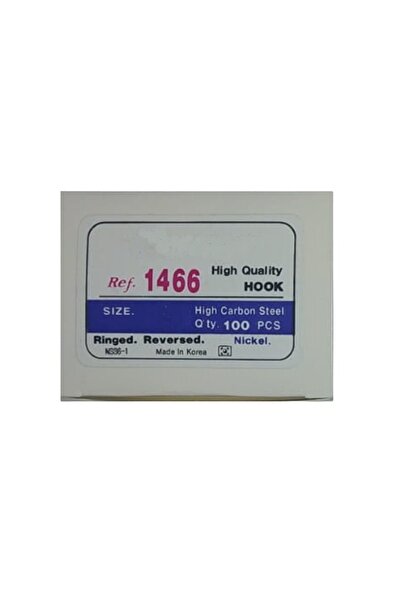 Ref. 1466 High Quality
HOOK
SIZE. High Carbon Steel
Q'ty. 100 PCS
Ringed. Reversed. Nickel.
NS36-1 Made In Korea